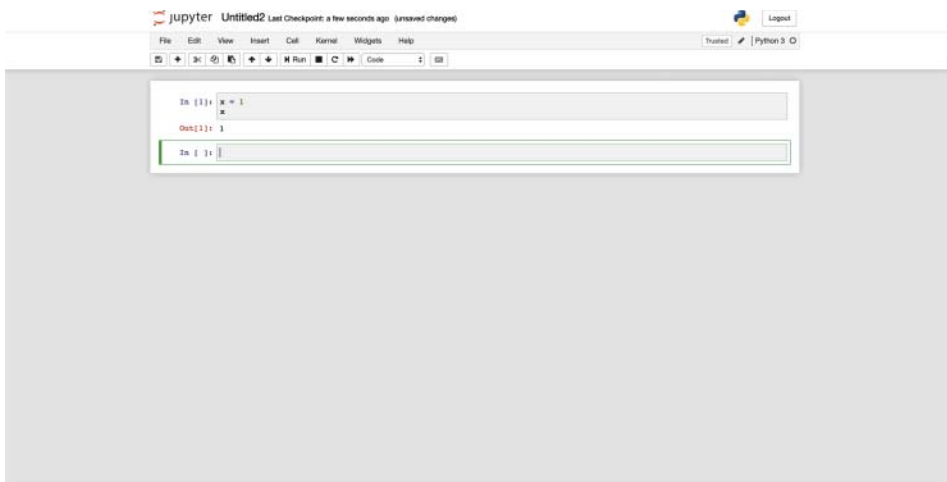 jupyter Untitled2 Last Checkpoint: a few seconds ago (unsaved changes)
Logout
File Edit View Insert Cell Kernel Widgets Help
Trusted Python 3
Run Code
In [1]: x = 1
x
Out[1]: 1
In [ ]: